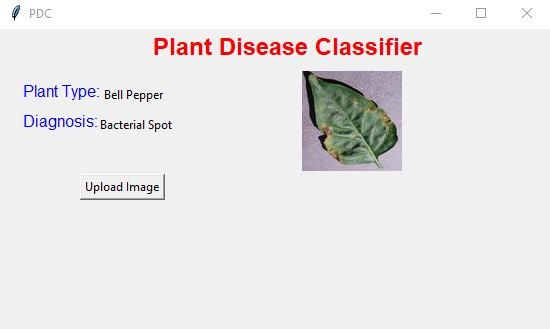 PDC
Plant Disease Classifier
Plant Type: Bell Pepper
Diagnosis: Bacterial Spot
Upload Image